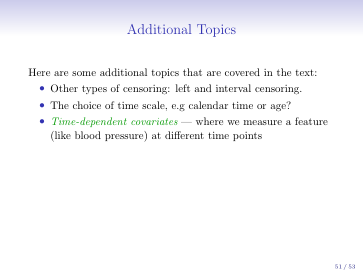 Additional Topics
Here are some additional topics that are covered in the text:
• Other types of censoring: left and interval censoring.
• The choice of time scale, e.g calendar time or age?
• Time-dependent covariates — where we measure a feature
(like blood pressure) at different time points
51 / 53